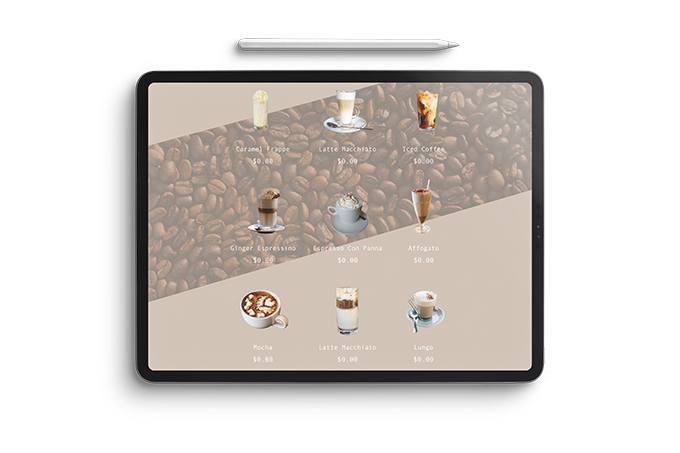 Caramel Frappe
Latte Macchiato
Iced Coffee
$0.00
$0.00
$0.00
Ginger Espressino
Espresso Con Panna
Affogato
$0.00
$0.00
$0.00
Mocha
Latte Macchiato
Lungo
$0.00
$0.00
$0.00